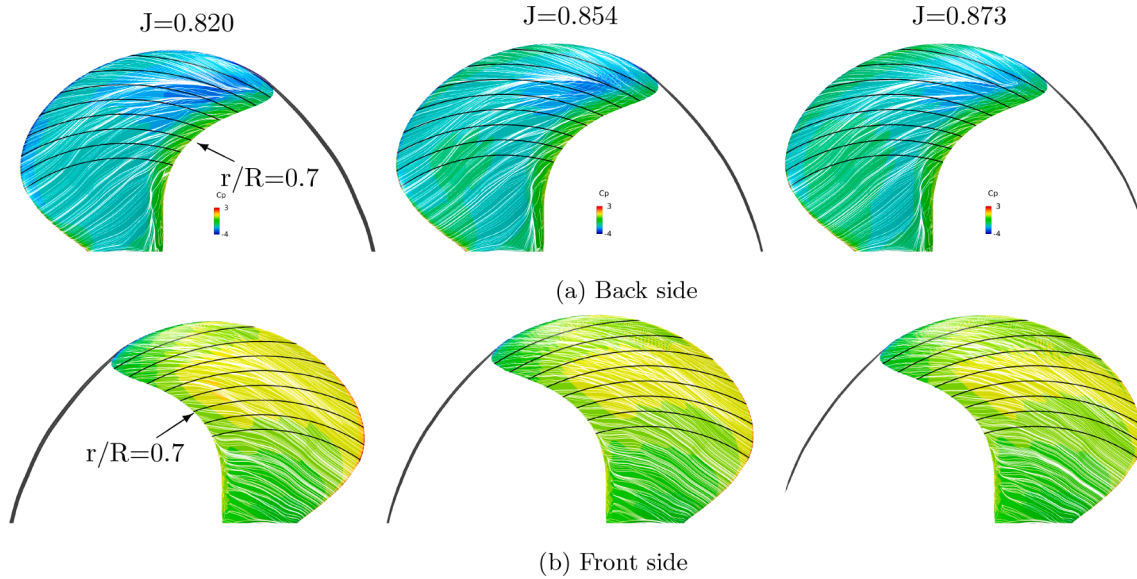 J=0.820
J=0.854
J=0.873
r/R=0.7
Cp
3
-4
Cp
3
-4
Cp
3
-4
(a) Back side
r/R=0.7
(b) Front side